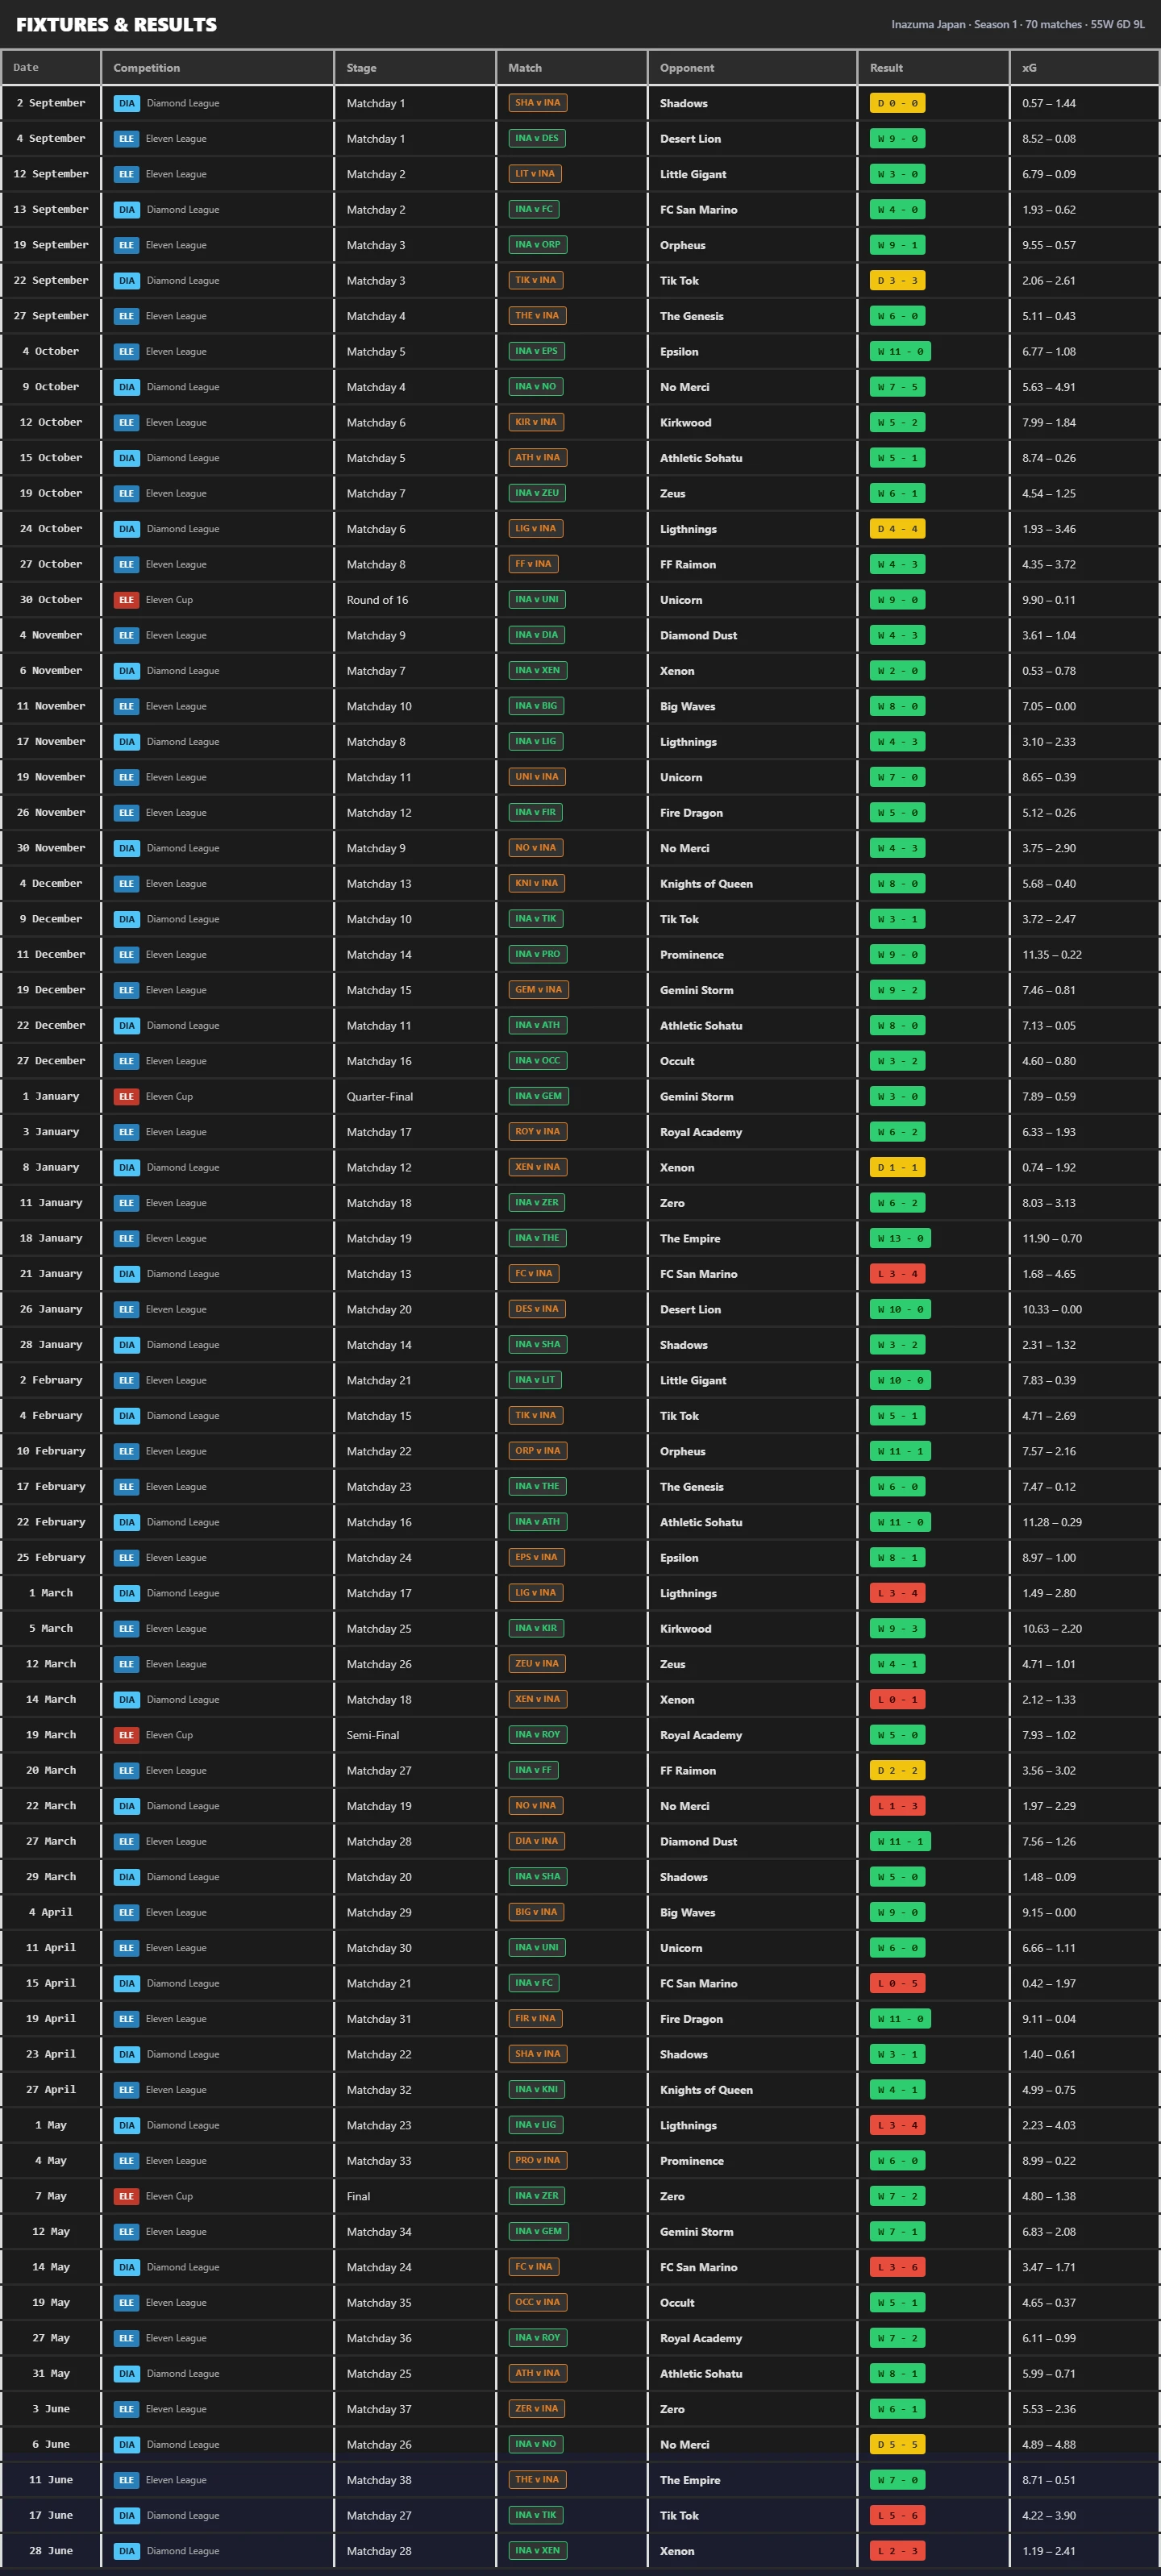 FIXTURES & RESULTS Inazuma Japan · Season 1 · 70 matches · 55W 6D 9L
Date Competition Stage Match Opponent Result xG
2 September DIA Diamond League Matchday 1 SHA v INA Shadows D 0 - 0 0.57 – 1.44
4 September ELE Eleven League Matchday 1 INA v DES Desert Lion W 9 - 0 8.52 – 0.08
12 September ELE Eleven League Matchday 2 LIT v INA Little Gigant W 3 - 0 6.79 – 0.09
13 September DIA Diamond League Matchday 2 INA v FC FC San Marino W 4 - 0 1.93 – 0.62
19 September ELE Eleven League Matchday 3 INA v ORP Orpheus W 9 - 1 9.55 – 0.57
22 September DIA Diamond League Matchday 3 TIK v INA Tik Tok D 3 - 3 2.06 – 2.61
27 September ELE Eleven League Matchday 4 THE v INA The Genesis W 6 - 0 5.11 – 0.43
4 October ELE Eleven League Matchday 5 INA v EPS Epsilon W 11 - 0 6.77 – 1.08
9 October DIA Diamond League Matchday 4 INA v NO No Merci W 7 - 5 5.63 – 4.91
12 October ELE Eleven League Matchday 6 KIR v INA Kirkwood W 5 - 2 7.99 – 1.84
15 October DIA Diamond League Matchday 5 ATH v INA Athletic Sohatu W 5 - 1 8.74 – 0.26
19 October ELE Eleven League Matchday 7 INA v ZEU Zeus W 6 - 1 4.54 – 1.25
24 October DIA Diamond League Matchday 6 LIG v INA Ligthnings D 4 - 4 1.93 – 3.46
27 October ELE Eleven League Matchday 8 FF v INA FF Raimon W 4 - 3 4.35 – 3.72
30 October ELE Eleven Cup Round of 16 INA v UNI Unicorn W 9 - 0 9.90 – 0.11
4 November ELE Eleven League Matchday 9 INA v DIA Diamond Dust W 4 - 3 3.61 – 1.04
6 November DIA Diamond League Matchday 7 INA v XEN Xenon W 2 - 0 0.53 – 0.78
11 November ELE Eleven League Matchday 10 INA v BIG Big Waves W 8 - 0 7.05 – 0.00
17 November DIA Diamond League Matchday 8 INA v LIG Ligthnings W 4 - 3 3.10 – 2.33
19 November ELE Eleven League Matchday 11 UNI v INA Unicorn W 7 - 0 8.65 – 0.39
26 November ELE Eleven League Matchday 12 INA v FIR Fire Dragon W 5 - 0 5.12 – 0.26
30 November DIA Diamond League Matchday 9 NO v INA No Merci W 4 - 3 3.75 – 2.90
4 December ELE Eleven League Matchday 13 KNI v INA Knights of Queen W 8 - 0 5.68 – 0.40
9 December DIA Diamond League Matchday 10 INA v TIK Tik Tok W 3 - 1 3.72 – 2.47
11 December ELE Eleven League Matchday 14 INA v PRO Prominence W 9 - 0 11.35 – 0.22
19 December ELE Eleven League Matchday 15 GEM v INA Gemini Storm W 9 - 2 7.46 – 0.81
22 December DIA Diamond League Matchday 11 INA v ATH Athletic Sohatu W 8 - 0 7.13 – 0.05
27 December ELE Eleven League Matchday 16 INA v OCC Occult W 3 - 2 4.60 – 0.80
1 January ELE Eleven Cup Quarter-Final INA v GEM Gemini Storm W 3 - 0 7.89 – 0.59
3 January ELE Eleven League Matchday 17 ROY v INA Royal Academy W 6 - 2 6.33 – 1.93
8 January DIA Diamond League Matchday 12 XEN v INA Xenon D 1 - 1 0.74 – 1.92
11 January ELE Eleven League Matchday 18 INA v ZER Zero W 6 - 2 8.03 – 3.13
18 January ELE Eleven League Matchday 19 INA v THE The Empire W 13 - 0 11.90 – 0.70
21 January DIA Diamond League Matchday 13 FC v INA FC San Marino L 3 - 4 1.68 – 4.65
26 January ELE Eleven League Matchday 20 DES v INA Desert Lion W 10 - 0 10.33 – 0.00
28 January DIA Diamond League Matchday 14 INA v SHA Shadows W 3 - 2 2.31 – 1.32
2 February ELE Eleven League Matchday 21 INA v LIT Little Gigant W 10 - 0 7.83 – 0.39
4 February DIA Diamond League Matchday 15 TIK v INA Tik Tok W 5 - 1 4.71 – 2.69
10 February ELE Eleven League Matchday 22 ORP v INA Orpheus W 11 - 1 7.57 – 2.16
17 February ELE Eleven League Matchday 23 INA v THE The Genesis W 6 - 0 7.47 – 0.12
22 February DIA Diamond League Matchday 16 INA v ATH Athletic Sohatu W 11 - 0 11.28 – 0.29
25 February ELE Eleven League Matchday 24 EPS v INA Epsilon W 8 - 1 8.97 – 1.00
1 March DIA Diamond League Matchday 17 LIG v INA Ligthnings L 3 - 4 1.49 – 2.80
5 March ELE Eleven League Matchday 25 INA v KIR Kirkwood W 9 - 3 10.63 – 2.20
12 March ELE Eleven League Matchday 26 ZEU v INA Zeus W 4 - 1 4.71 – 1.01
14 March DIA Diamond League Matchday 18 XEN v INA Xenon L 0 - 1 2.12 – 1.33
19 March ELE Eleven Cup Semi-Final INA v ROY Royal Academy W 5 - 0 7.93 – 1.02
20 March ELE Eleven League Matchday 27 INA v FF FF Raimon D 2 - 2 3.56 – 3.02
22 March DIA Diamond League Matchday 19 NO v INA No Merci L 1 - 3 1.97 – 2.29
27 March ELE Eleven League Matchday 28 DIA v INA Diamond Dust W 11 - 1 7.56 – 1.26
29 March DIA Diamond League Matchday 20 INA v SHA Shadows W 5 - 0 1.48 – 0.09
4 April ELE Eleven League Matchday 29 BIG v INA Big Waves W 9 - 0 9.15 – 0.00
11 April ELE Eleven League Matchday 30 INA v UNI Unicorn W 6 - 0 6.66 – 1.11
15 April DIA Diamond League Matchday 21 INA v FC FC San Marino L 0 - 5 0.42 – 1.97
19 April ELE Eleven League Matchday 31 FIR v INA Fire Dragon W 11 - 0 9.11 – 0.04
23 April DIA Diamond League Matchday 22 SHA v INA Shadows W 3 - 1 1.40 – 0.61
27 April ELE Eleven League Matchday 32 INA v KNI Knights of Queen W 4 - 1 4.99 – 0.75
1 May DIA Diamond League Matchday 23 INA v LIG Ligthnings L 3 - 4 2.23 – 4.03
4 May ELE Eleven League Matchday 33 PRO v INA Prominence W 6 - 0 8.99 – 0.22
7 May ELE Eleven Cup Final INA v ZER Zero W 7 - 2 4.80 – 1.38
12 May ELE Eleven League Matchday 34 INA v GEM Gemini Storm W 7 - 1 6.83 – 2.08
14 May DIA Diamond League Matchday 24 FC v INA FC San Marino L 3 - 6 3.47 – 1.71
19 May ELE Eleven League Matchday 35 OCC v INA Occult W 5 - 1 4.65 – 0.37
27 May ELE Eleven League Matchday 36 INA v ROY Royal Academy W 7 - 2 6.11 – 0.99
31 May DIA Diamond League Matchday 25 ATH v INA Athletic Sohatu W 8 - 1 5.99 – 0.71
3 June ELE Eleven League Matchday 37 ZER v INA Zero W 6 - 1 5.53 – 2.36
6 June DIA Diamond League Matchday 26 INA v NO No Merci D 5 - 5 4.89 – 4.88
11 June ELE Eleven League Matchday 38 THE v INA The Empire W 7 - 0 8.71 – 0.51
17 June DIA Diamond League Matchday 27 INA v TIK Tik Tok L 5 - 6 4.22 – 3.90
28 June DIA Diamond League Matchday 28 INA v XEN Xenon L 2 - 3 1.19 – 2.41